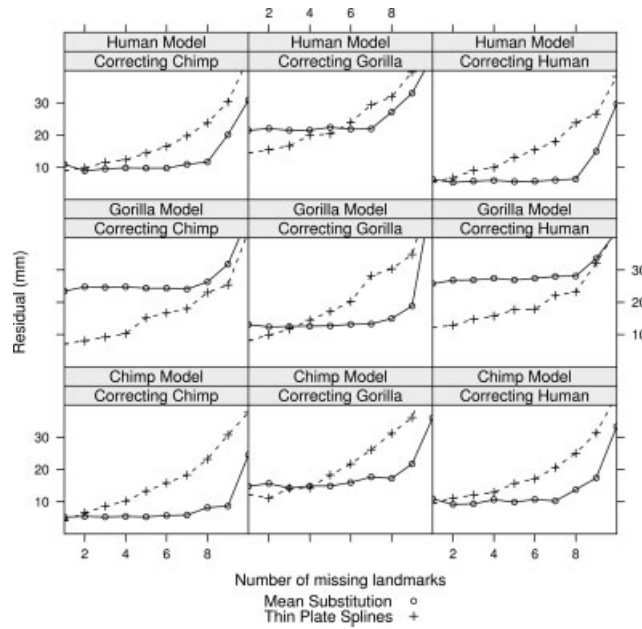 2 4 6 8
Human Model Human Model Human Model
Correcting Chimp Correcting Gorilla Correcting Human
30
20
10
Gorilla Model Gorilla Model Gorilla Model
Correcting Chimp Correcting Gorilla Correcting Human
Residual (mm)
30
20
10
Chimp Model Chimp Model Chimp Model
Correcting Chimp Correcting Gorilla Correcting Human
30
20
10
2 4 6 8 2 4 6 8
Number of missing landmarks
Mean Substitution
Thin Plate Splines